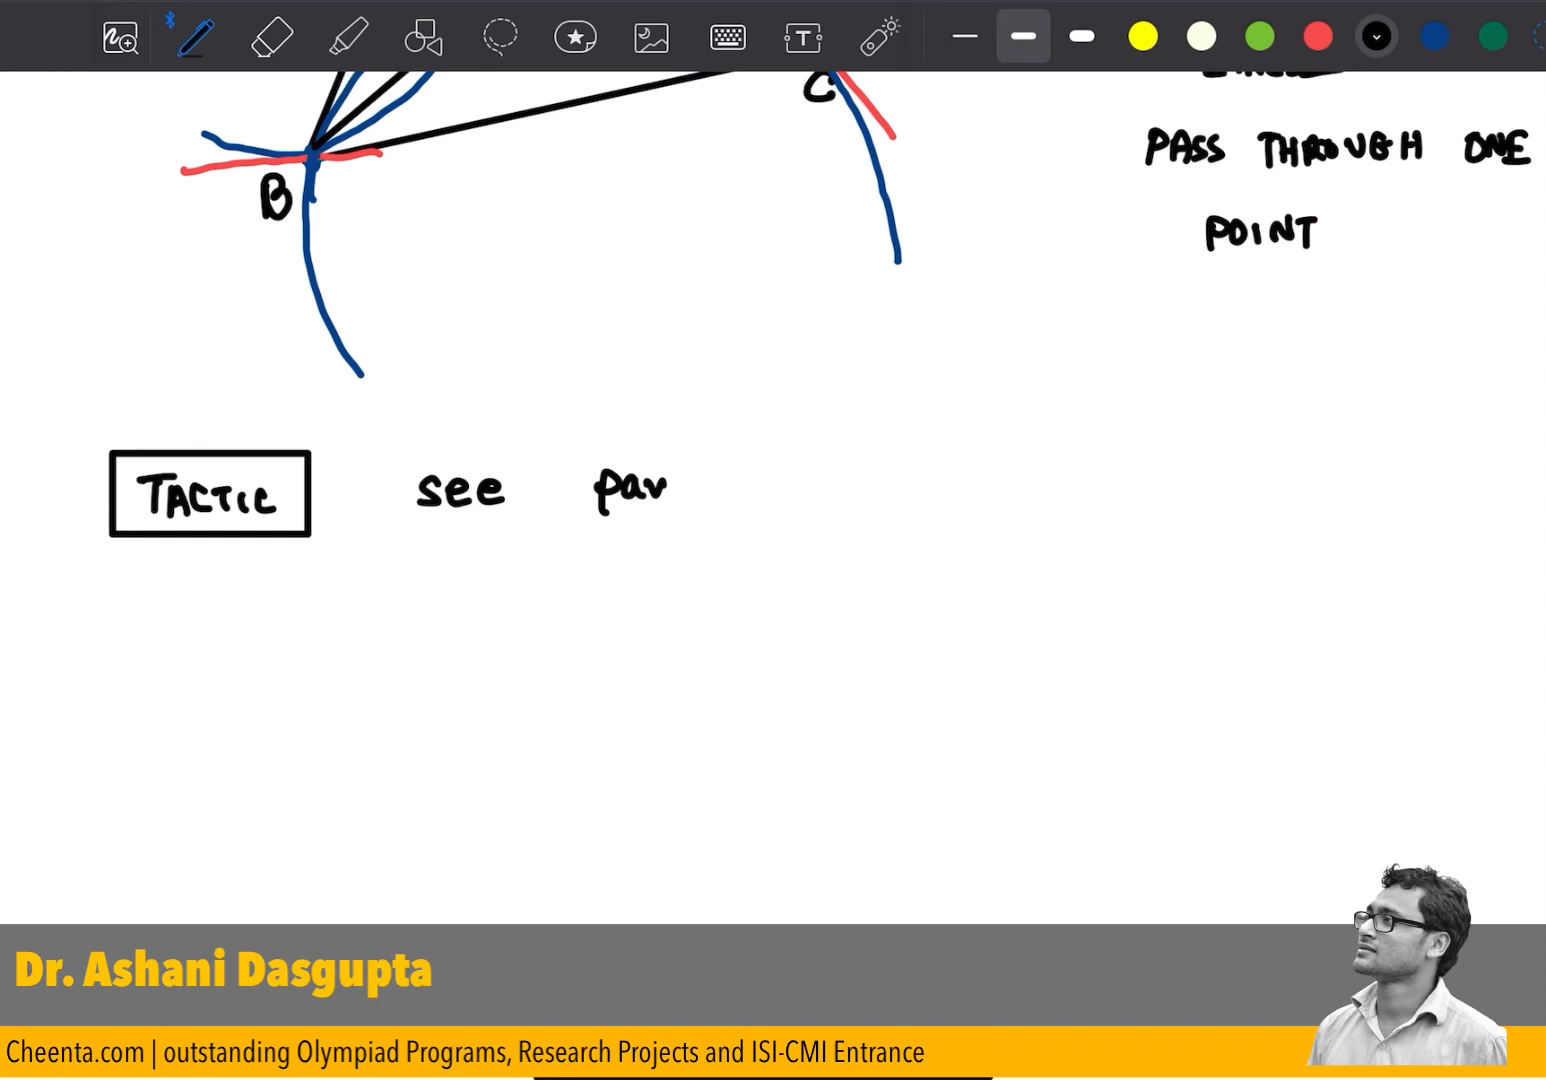 C
PASS THROUGH ONE
B
POINT
TACTIC see par
Dr. Ashani Dasgupta
Cheenta.com | outstanding Olympiad Programs, Research Projects and ISI-CMI Entrance